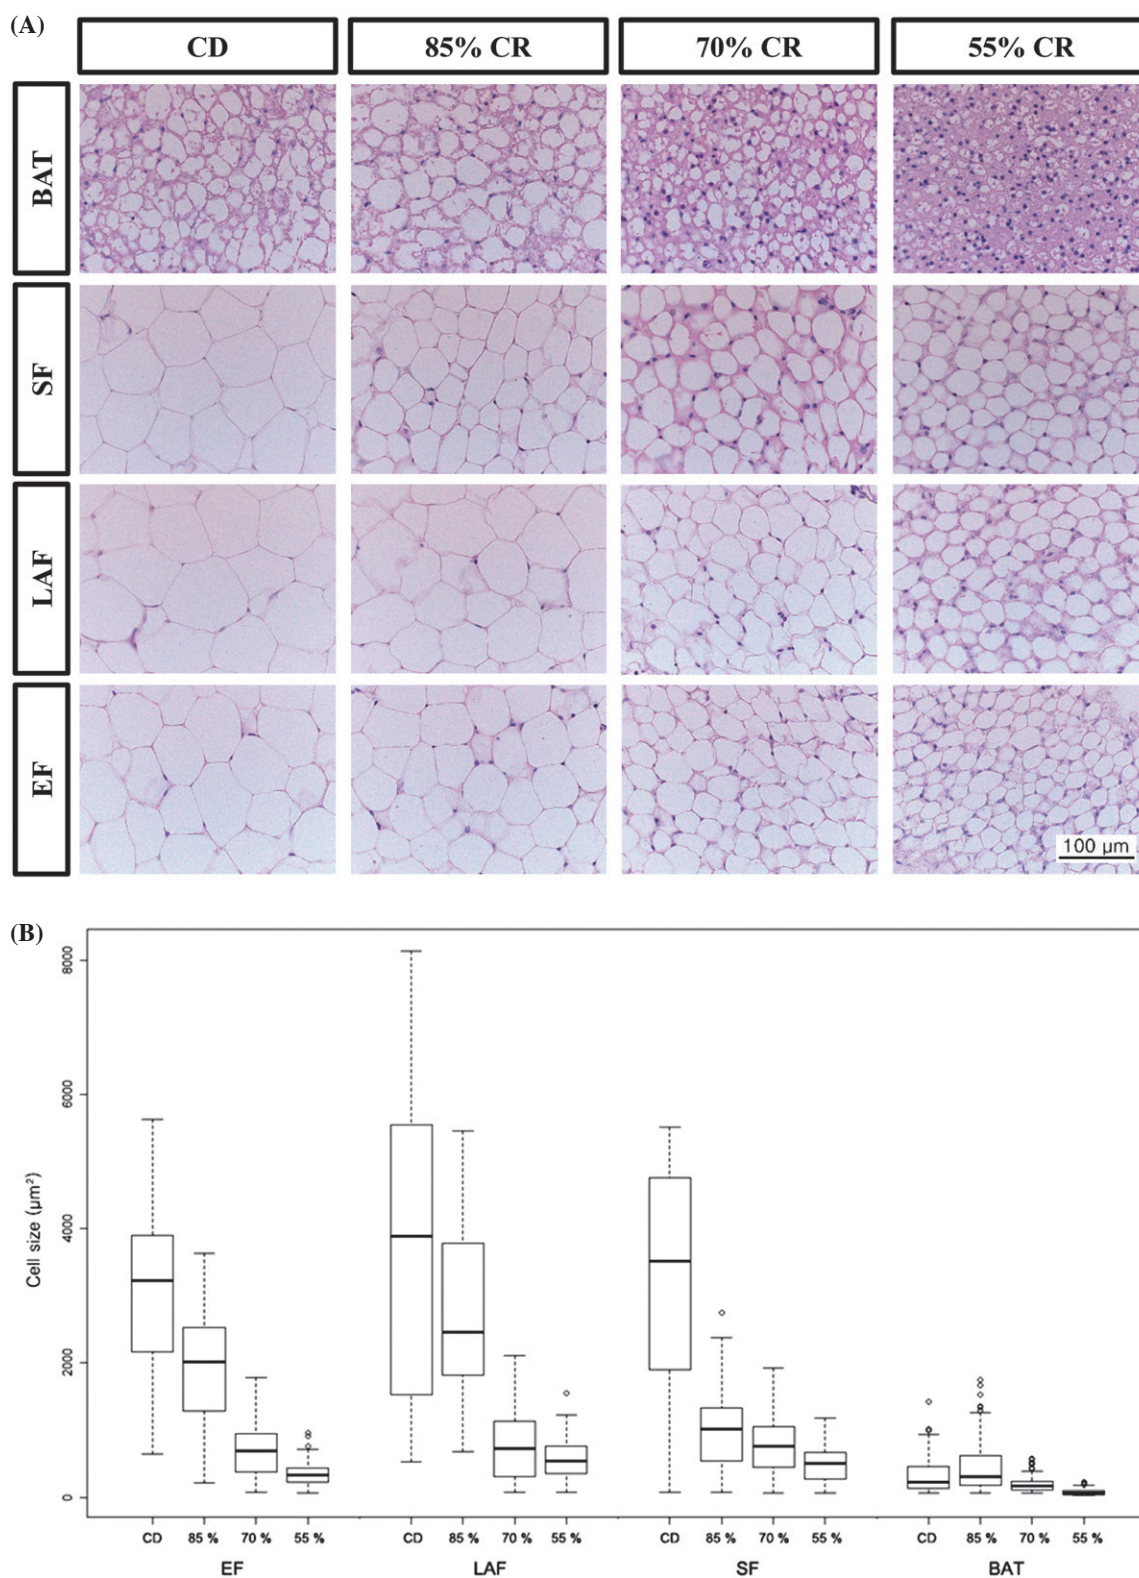 (A)
CD 85% CR 70% CR 55% CR
BAT
SF
LAF
EF
100 µm
(B)
Cell size (µm²)
8000
6000
4000
2000
0
CD 85 % 70 % 55 % CD 85 % 70 % 55 % CD 85 % 70 % 55 % CD 85 % 70 % 55 %
EF LAF SF BAT